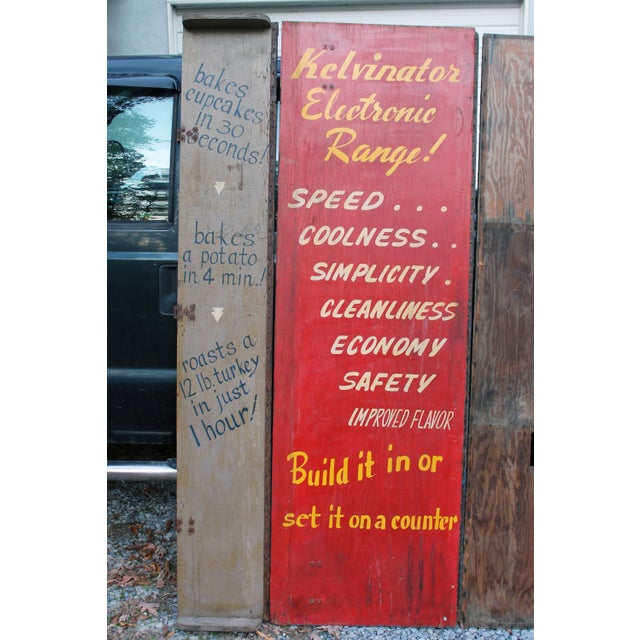 bakes
cupcakes
in 30
seconds!
bakes
a potato
in 4 min.!
roasts a
12 lb. turkey
in just
1 hour!
Kelvinator
Electronic
Range!
SPEED . . .
COOLNESS . .
SIMPLICITY .
CLEANLINESS
ECONOMY
SAFETY
IMPROVED FLAVOR
Build it in or
set it on a counter